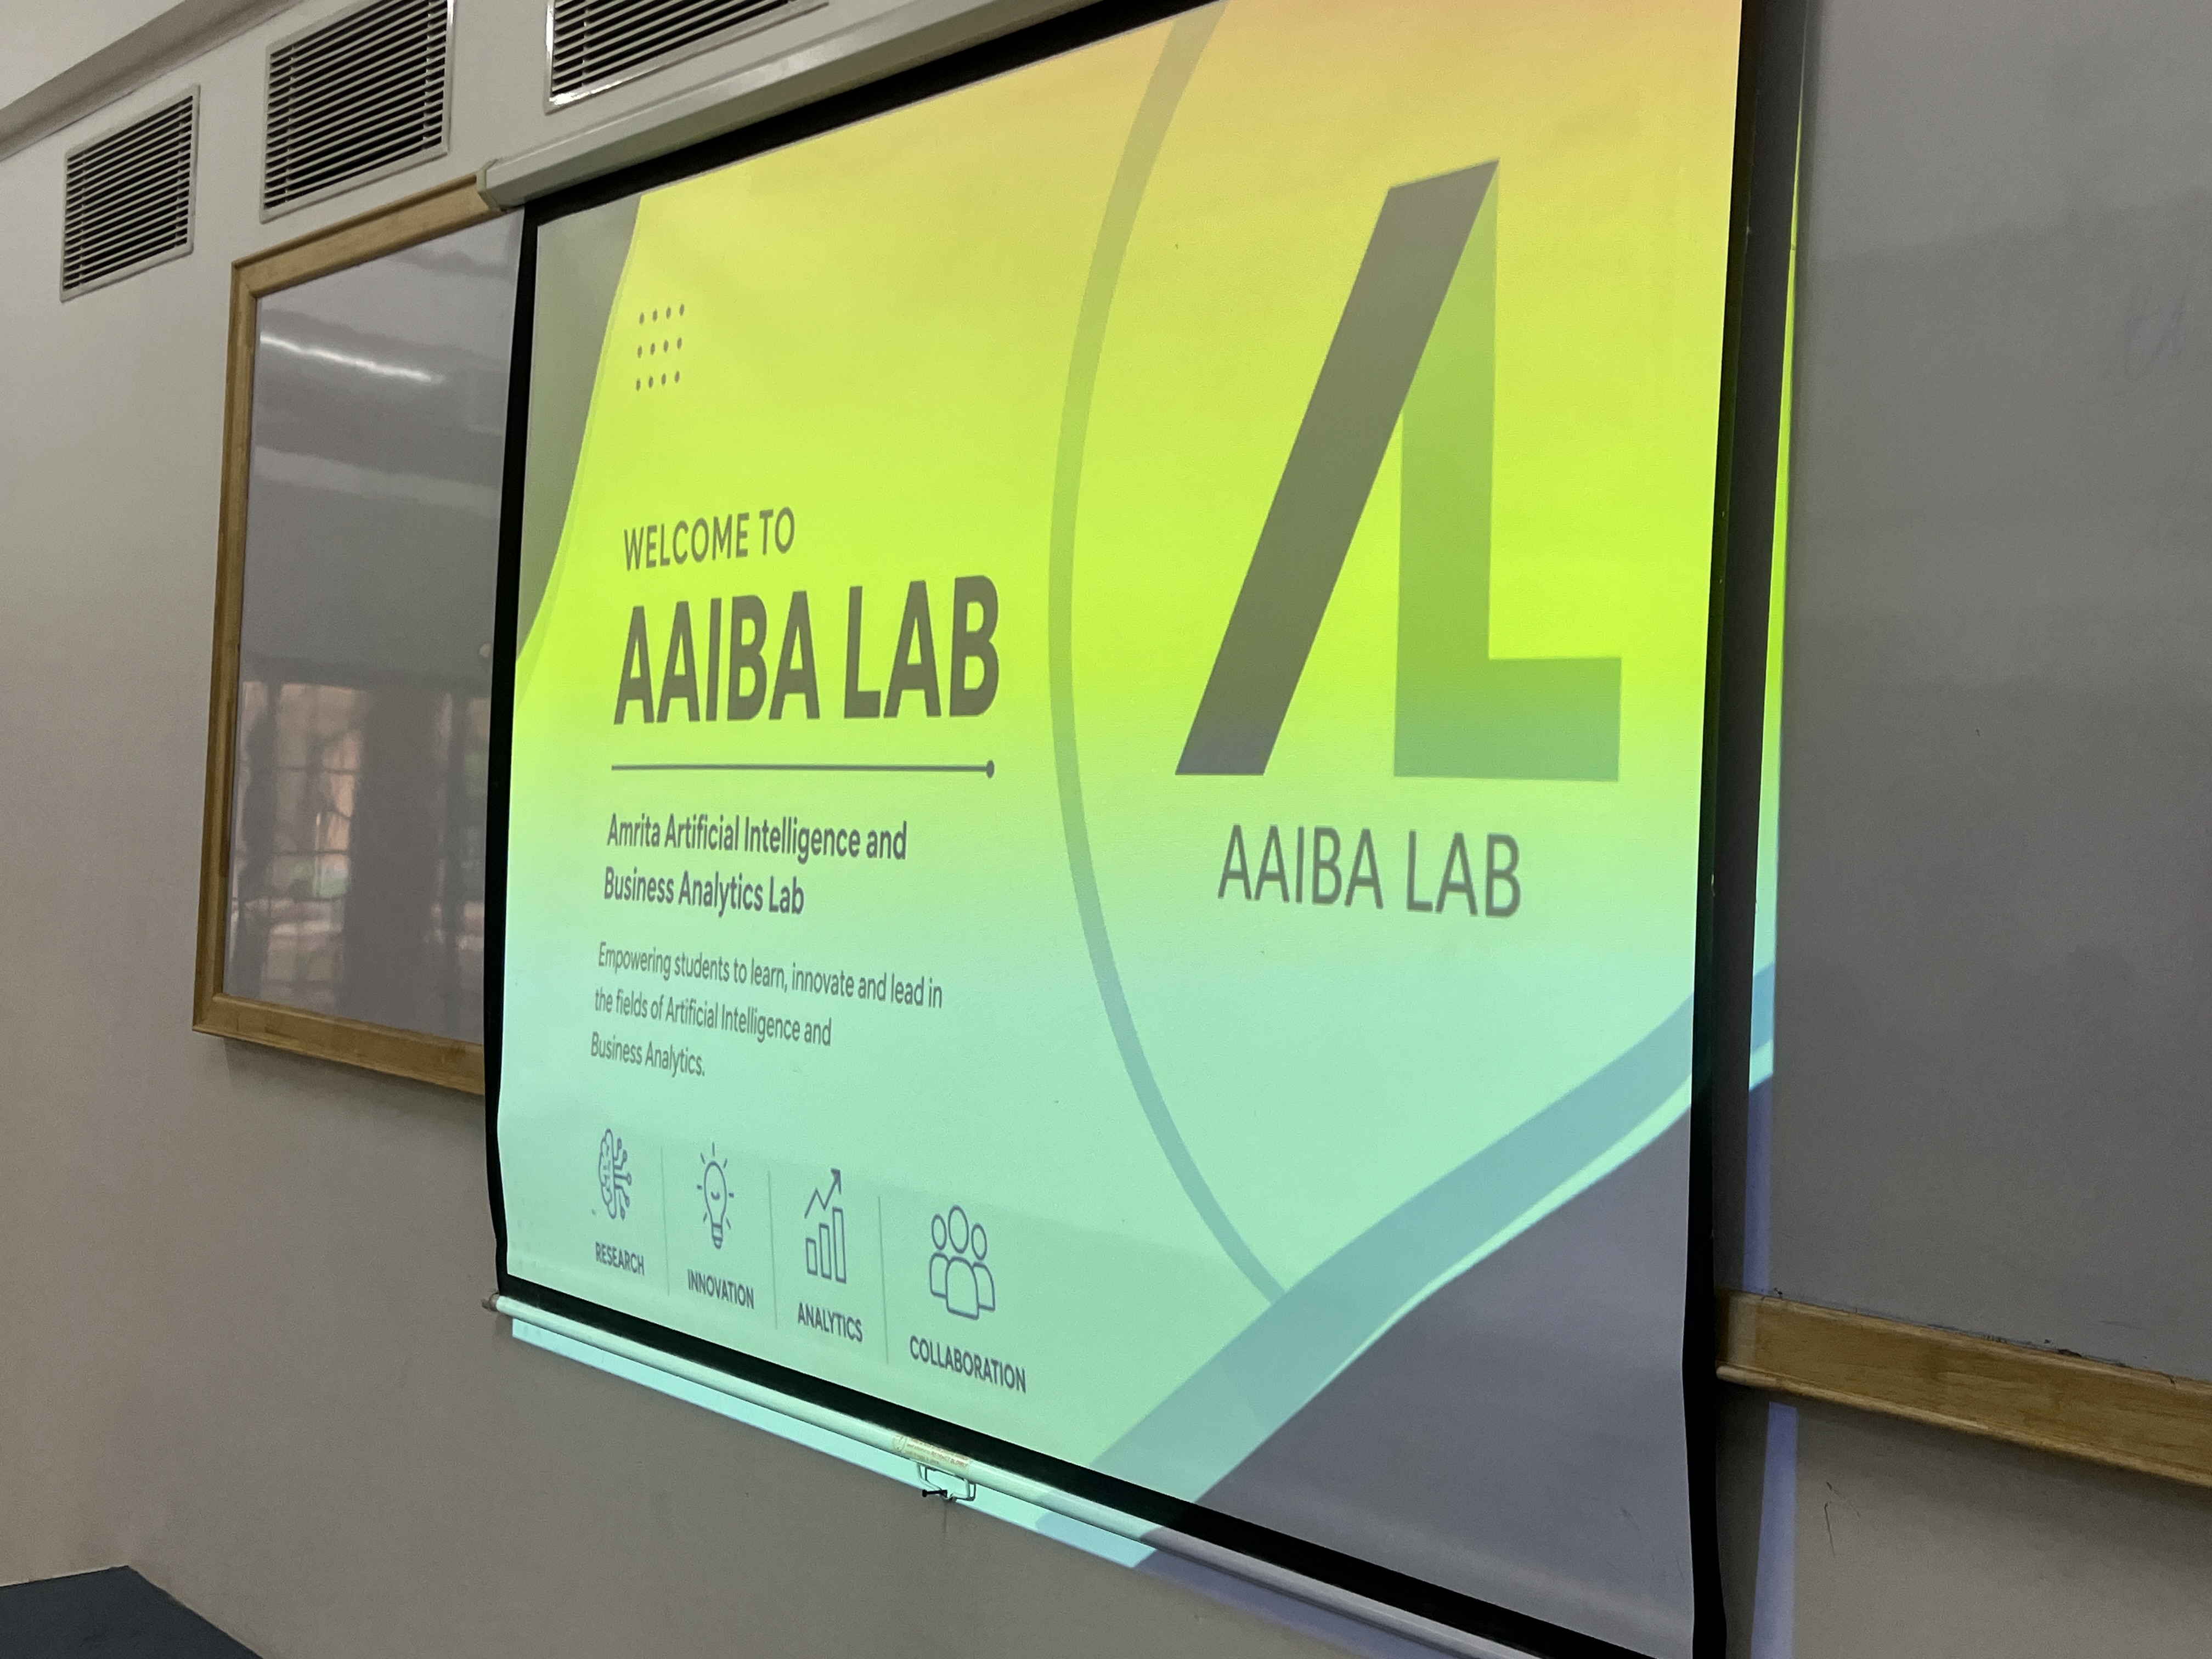 WELCOME TO
AAIBA LAB
Amrita Artificial Intelligence and
Business Analytics Lab
Empowering students to learn, innovate and lead in
the fields of Artificial Intelligence and
Business Analytics.
RESEARCH
INNOVATION
ANALYTICS
COLLABORATION
AL
AAIBA LAB